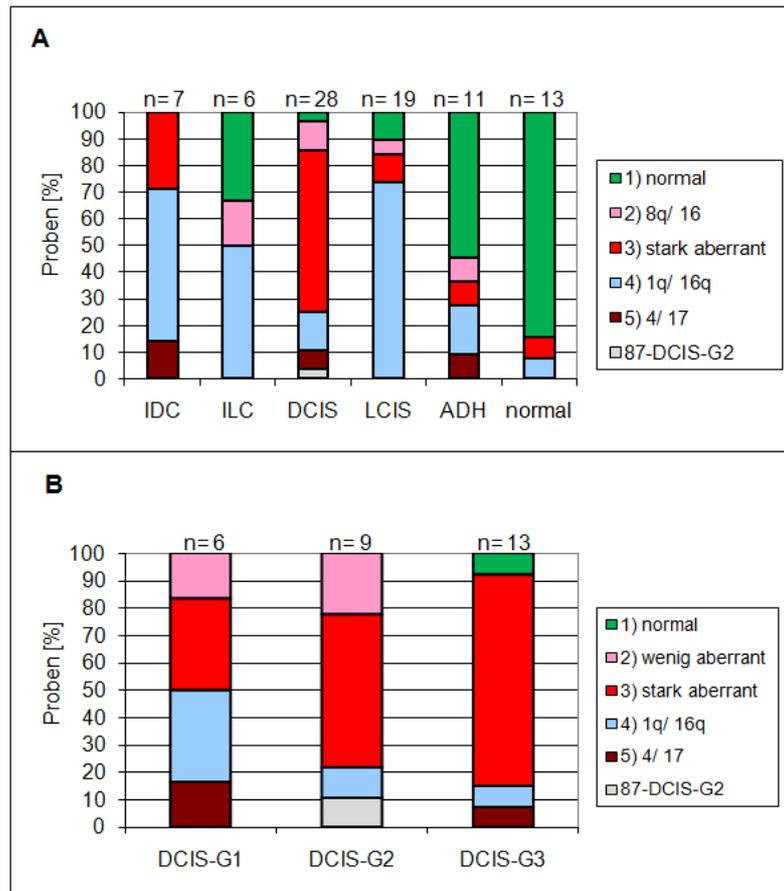 A
n= 7 n= 6 n=28 n= 19 n= 11 n= 13
100
90
80
70
60
50
40
30
20
10
0
Proben [%]
IDC ILC DCIS LCIS ADH normal
1) normal
2) 8q/ 16
3) stark aberrant
4) 1q/ 16q
5) 4/ 17
87-DCIS-G2
B
n= 6 n= 9 n= 13
100
90
80
70
60
50
40
30
20
10
0
Proben [%]
DCIS-G1 DCIS-G2 DCIS-G3
1) normal
2) wenig aberrant
3) stark aberrant
4) 1q/ 16q
5) 4/ 17
87-DCIS-G2